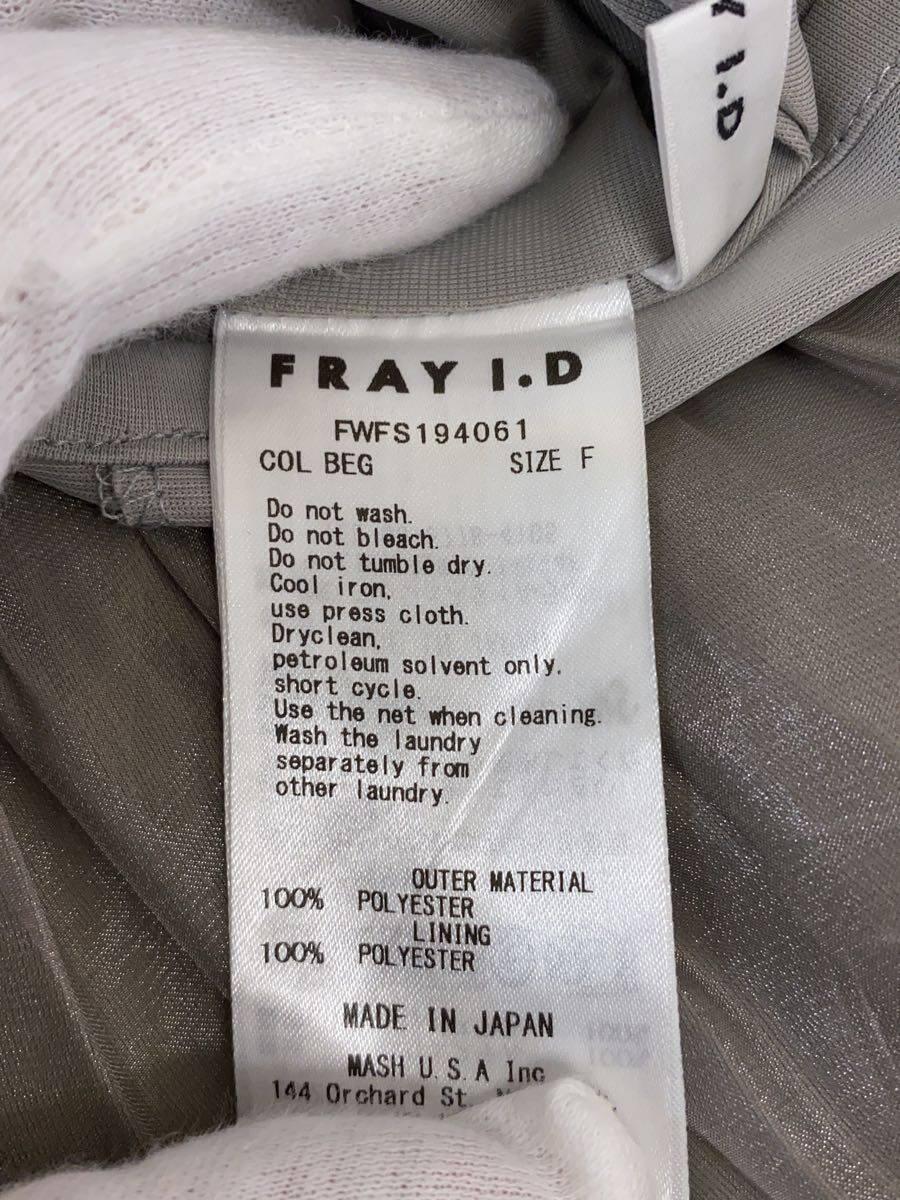 I.D
FRAY I.D
FWFS194061
COL BEG SIZE F
Do not wash.
Do not bleach.
Do not tumble dry.
Cool iron,
use press cloth.
Dryclean,
petroleum solvent only.
short cycle.
Use the net when cleaning.
Wash the laundry
separately from
other laundry.
OUTER MATERIAL
100% POLYESTER
LINING
100% POLYESTER
MADE IN JAPAN
MASH U.S.A Inc
144 Orchard St